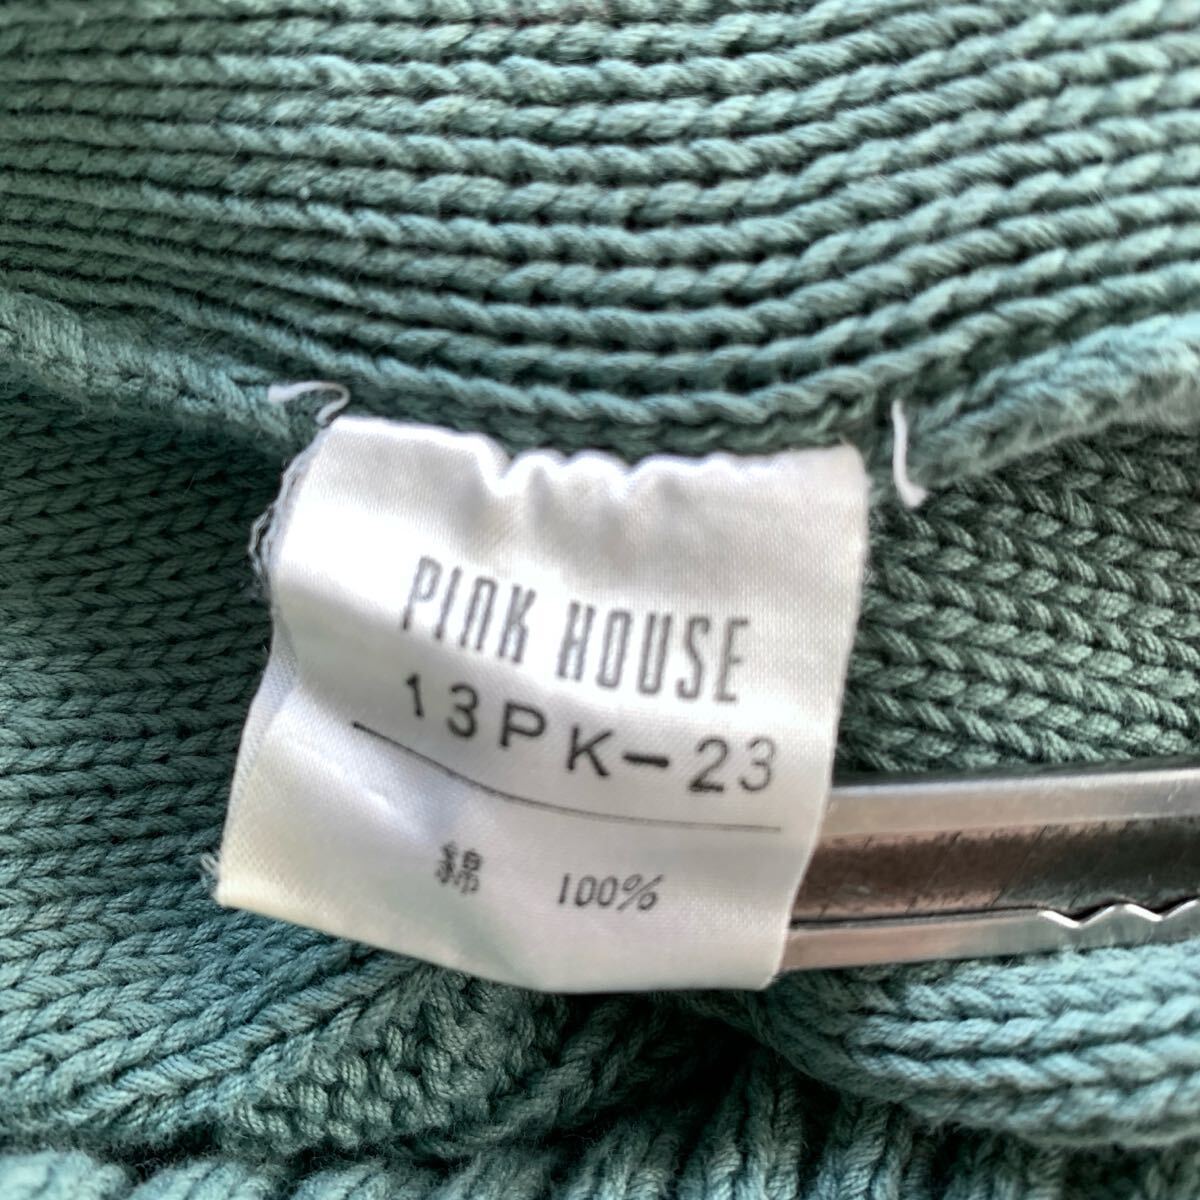 PINK HOUSE
13PK-23
綿 100%